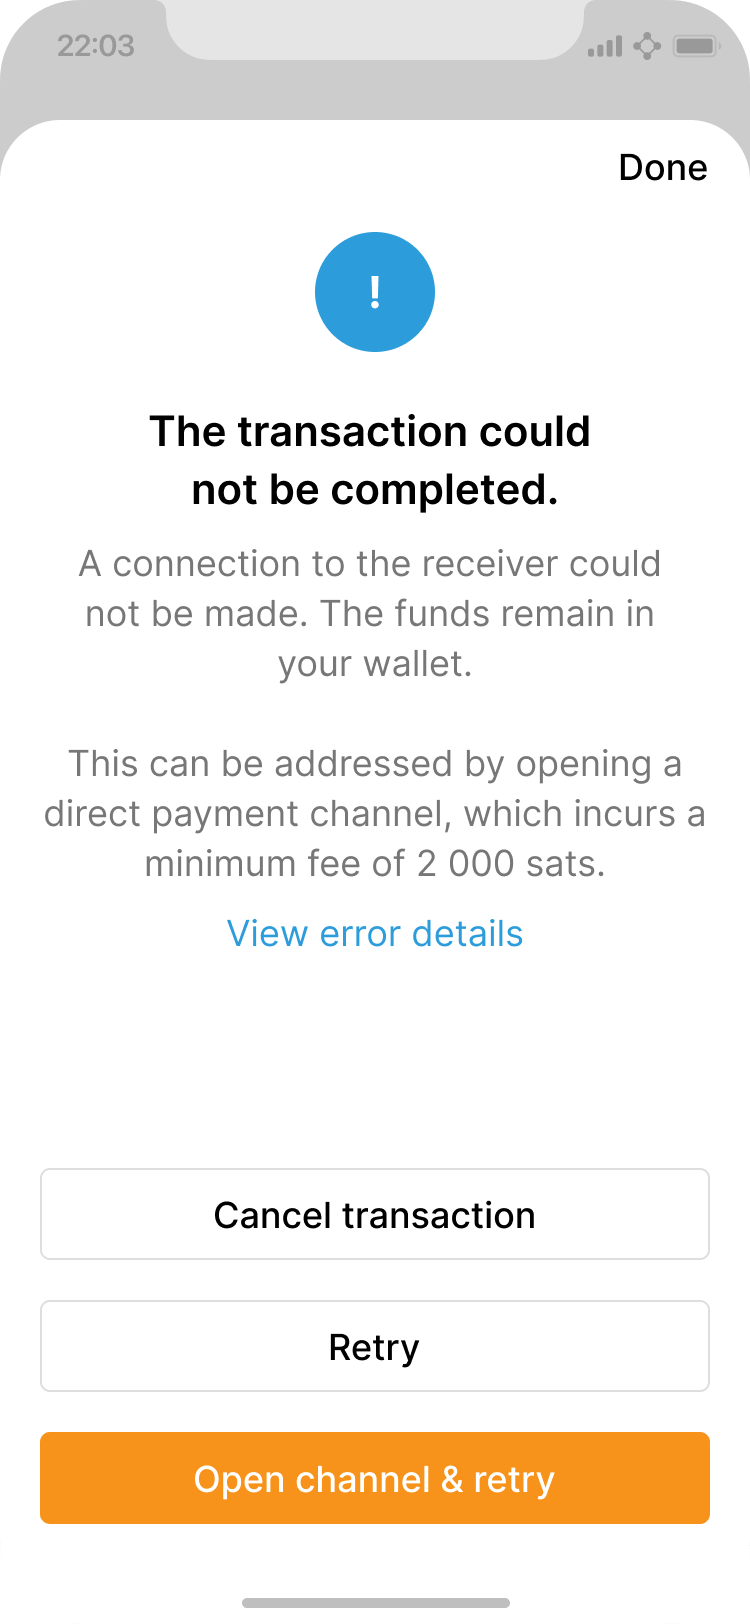 22:03
Done
!
The transaction could
not be completed.
A connection to the receiver could
not be made. The funds remain in
your wallet.
This can be addressed by opening a
direct payment channel, which incurs a
minimum fee of 2 000 sats.
View error details
Cancel transaction
Retry
Open channel & retry